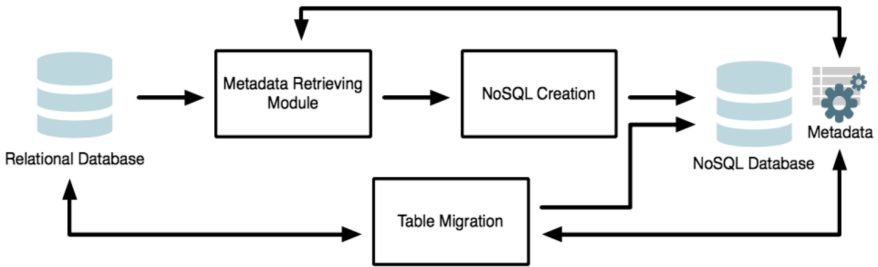 Metadata Retrieving
Module
NoSQL Creation
Relational Database
NoSQL Database
Metadata
Table Migration